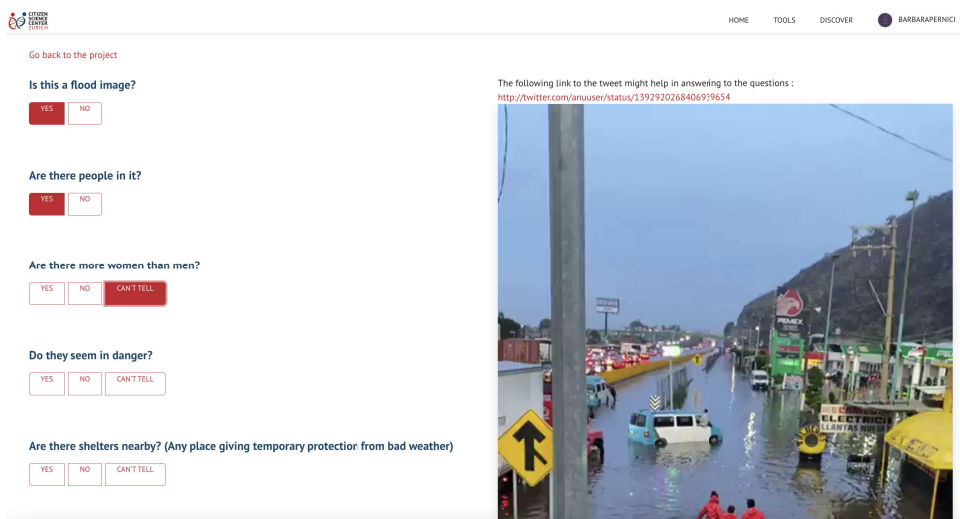 CITIZEN
SCIENCE
CENTER
ZURICH
HOME TOOLS DISCOVER BARBARAPERNICI
Go back to the project
Is this a flood image?
YES NO
Are there people in it?
YES NO
Are there more women than men?
YES NO CAN'T TELL
Do they seem in danger?
YES NO CAN'T TELL
Are there shelters nearby? (Any place giving temporary protection from bad weather)
YES NO CAN'T TELL
The following link to the tweet might help in answering to the questions :
PEMEX
ELECTRICI
LLANTAS NUE